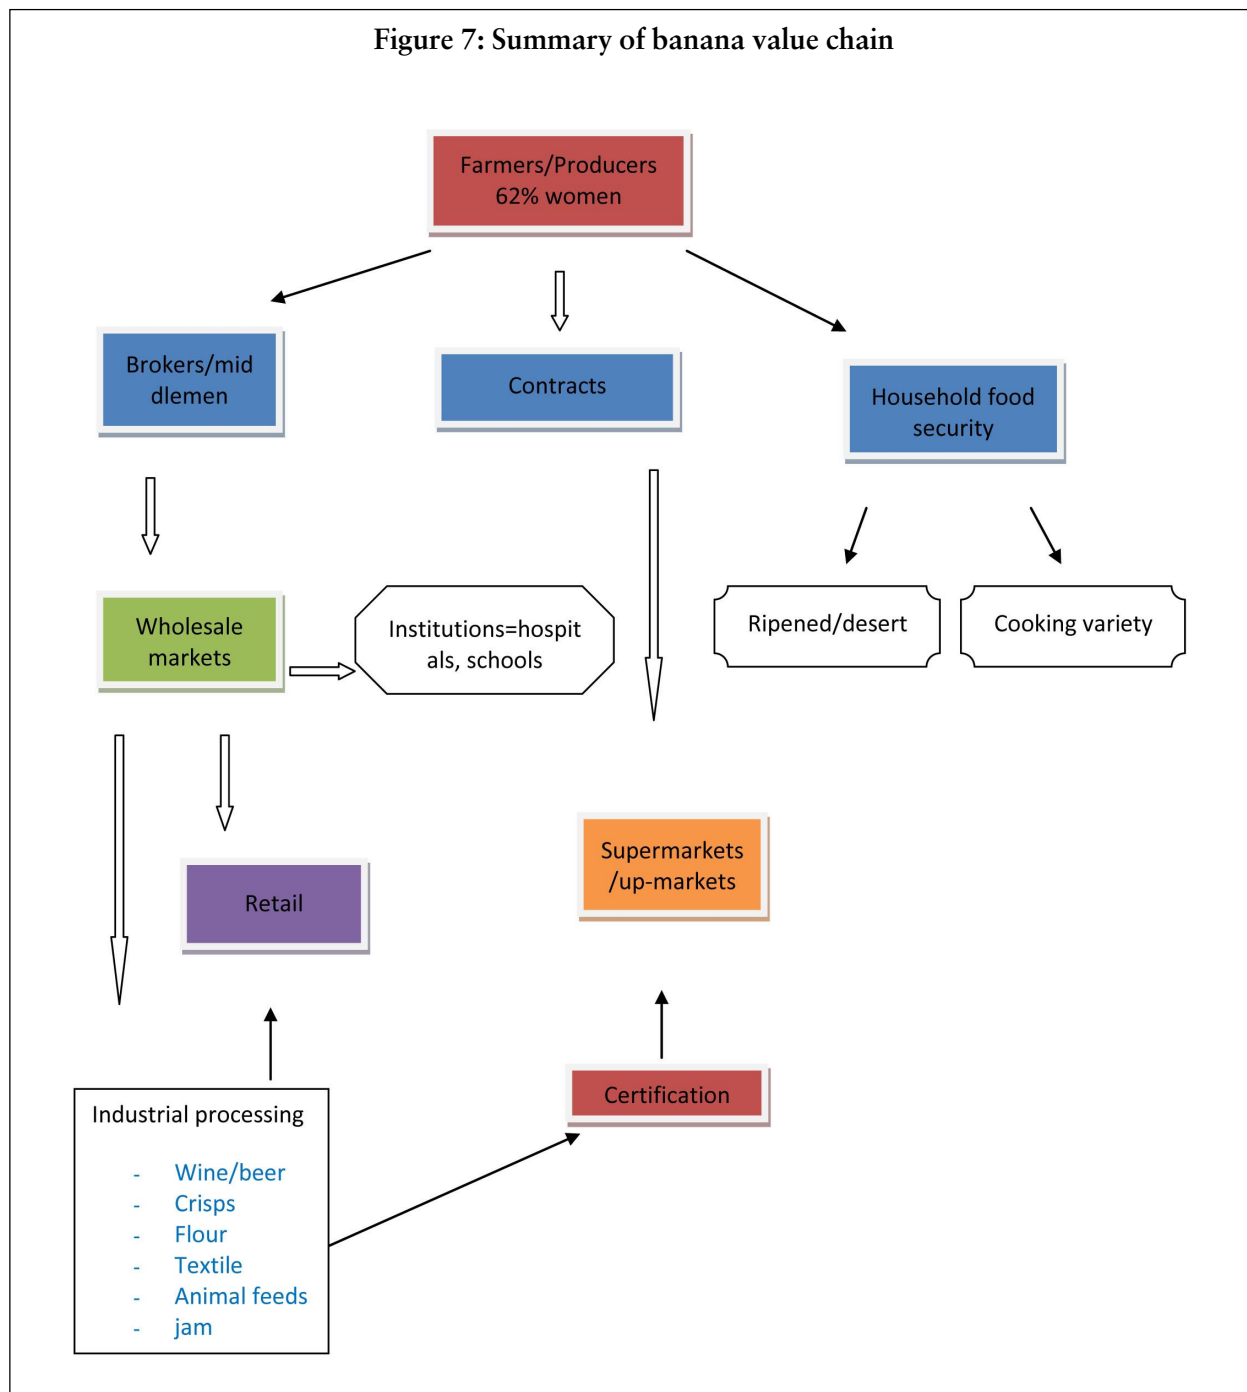 Figure 7: Summary of banana value chain
Farmers/Producers
62% women
Brokers/mid
dlemen
Contracts
Household food
security
Wholesale
markets
Institutions=hospit
als, schools
Ripened/desert
Cooking variety
Retail
Supermarkets
/up-markets
Certification
Industrial processing
- Wine/beer
- Crisps
- Flour
- Textile
- Animal feeds
- jam